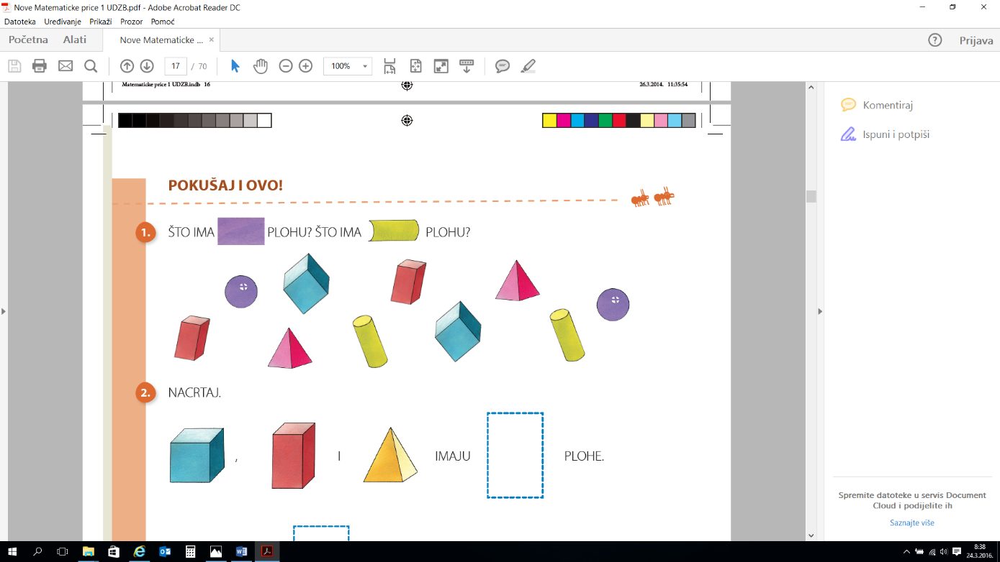 Nove Matematicke price 1 UDZB.pdf - Adobe Acrobat Reader DC
Datoteka Uređivanje Prikaži Prozor Pomoć
Početna Alati Nove Matematicke ... × Prijava
17 / 70 100%
Matematicke price 1 UDZB.indb 16 26.3.2014. 11:35:54
Komentiraj
Ispuni i potpiši
POKUŠAJ I OVO!
1. ŠTO IMA PLOHU? ŠTO IMA PLOHU?
2. NACRTAJ.
, I IMAJU PLOHE.
Spremite datoteke u servis Document
Cloud i podijelite ih
Saznajte više
8:38
24.3.2016.